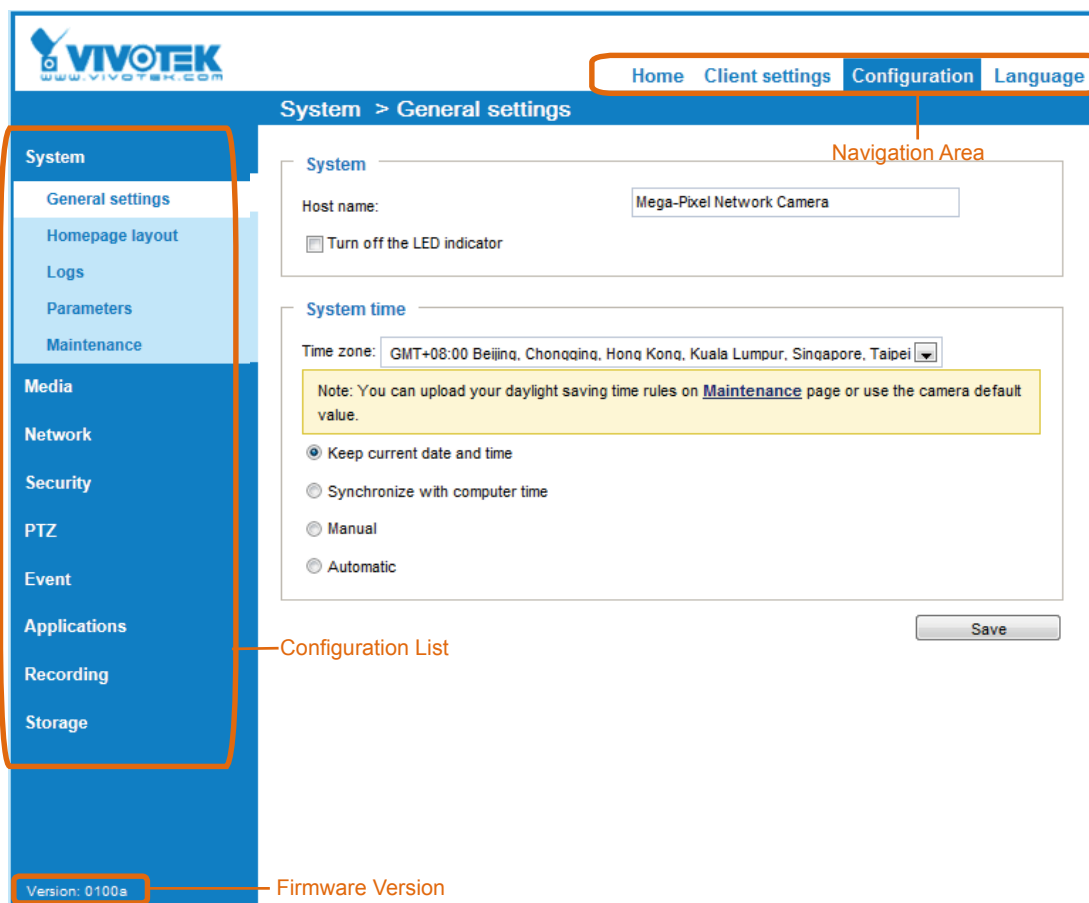 VIVOTEK
WWW.VIVOTEK.COM
Home Client settings Configuration Language
System > General settings
Navigation Area
System
General settings
Homepage layout
Logs
Parameters
Maintenance
Media
Network
Security
PTZ
Event
Applications
Recording
Storage
Configuration List
Version: 0100a
Firmware Version
System
Host name: Mega-Pixel Network Camera
Turn off the LED indicator
System time
Time zone: GMT+08:00 Beijing, Chongqing, Hong Kong, Kuala Lumpur, Singapore, Taipei
Note: You can upload your daylight saving time rules on Maintenance page or use the camera default
value.
Keep current date and time
Synchronize with computer time
Manual
Automatic
Save